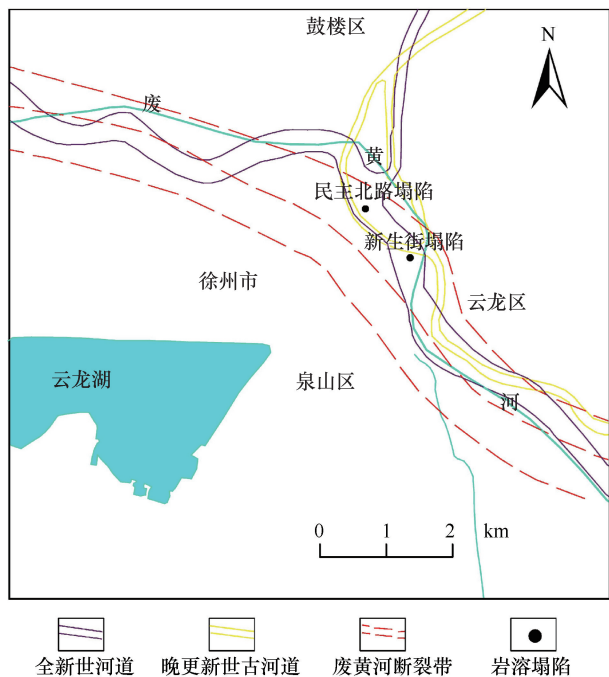 鼓楼区
N
废
黄
民主北路塌陷
新生街塌陷
徐州市
云龙区
云龙湖
泉山区
河
0 1 2 km
全新世河道
晚更新世古河道
废黄河断裂带
岩溶塌陷